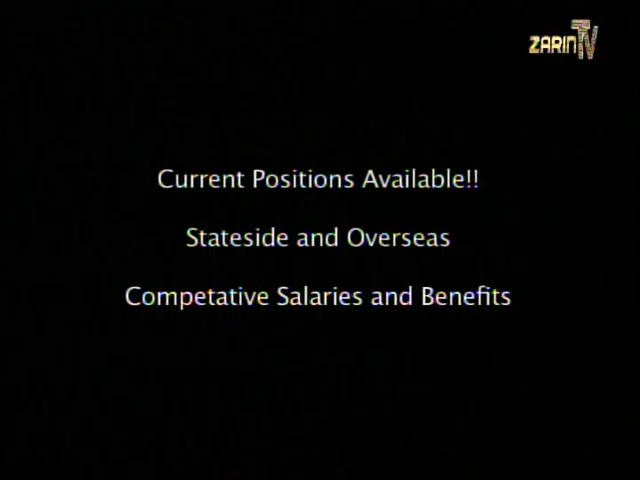 ZARIN TV
Current Positions Available!!
Stateside and Overseas
Competative Salaries and Benefits